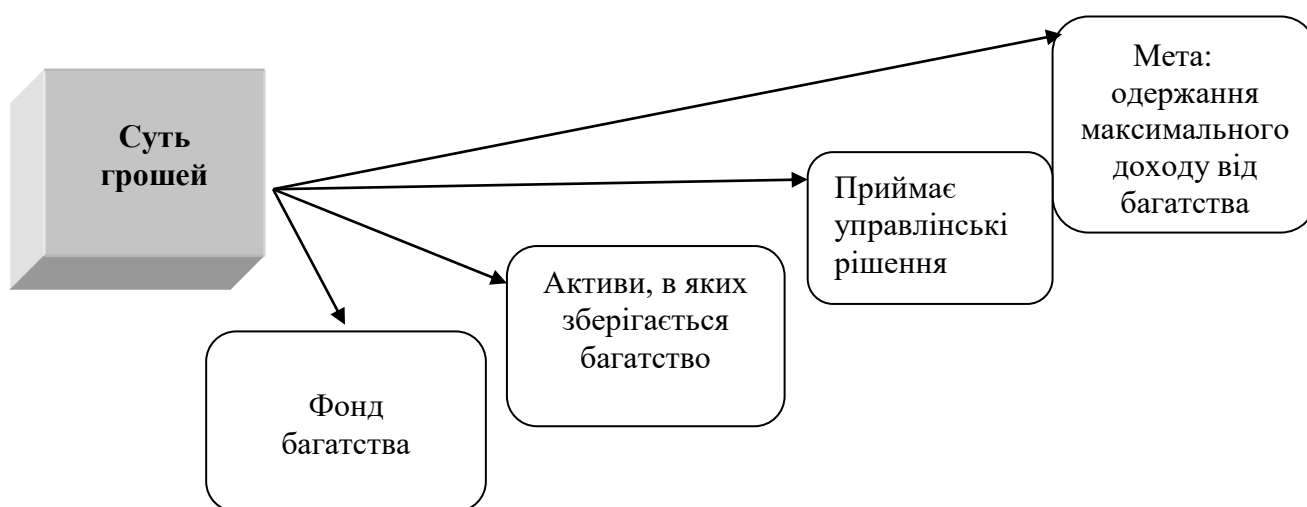 Суть
грошей
Мета:
одержання
максимального
доходу від
багатства
Приймає
управлінські
рішення
Активи, в яких
зберігається
багатство
Фонд
багатства